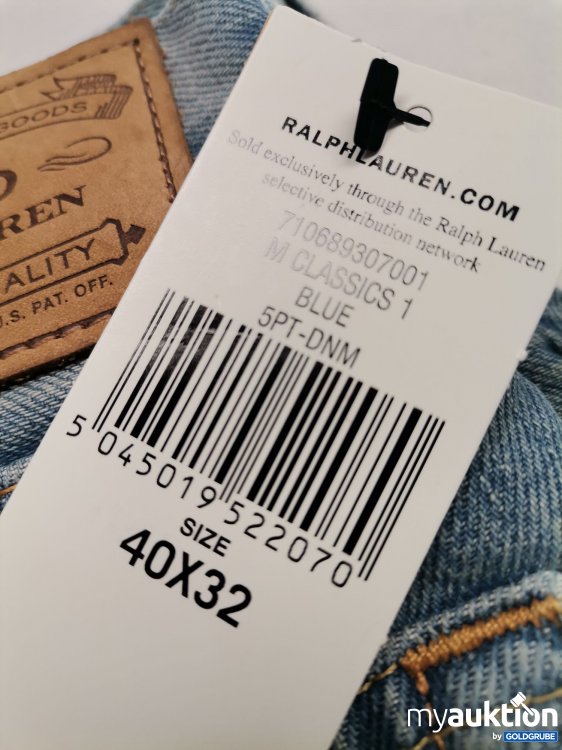 GOODS
REN
ALITY
U.S. PAT. OFF.
RALPHLAUREN.COM
Sold exclusively through the Ralph Lauren
selective distribution network
710689307001
M CLASSICS 1
BLUE
5PT-DNM
5 045019 522070
SIZE
40X32
myauktion
by GOLDGRUBE